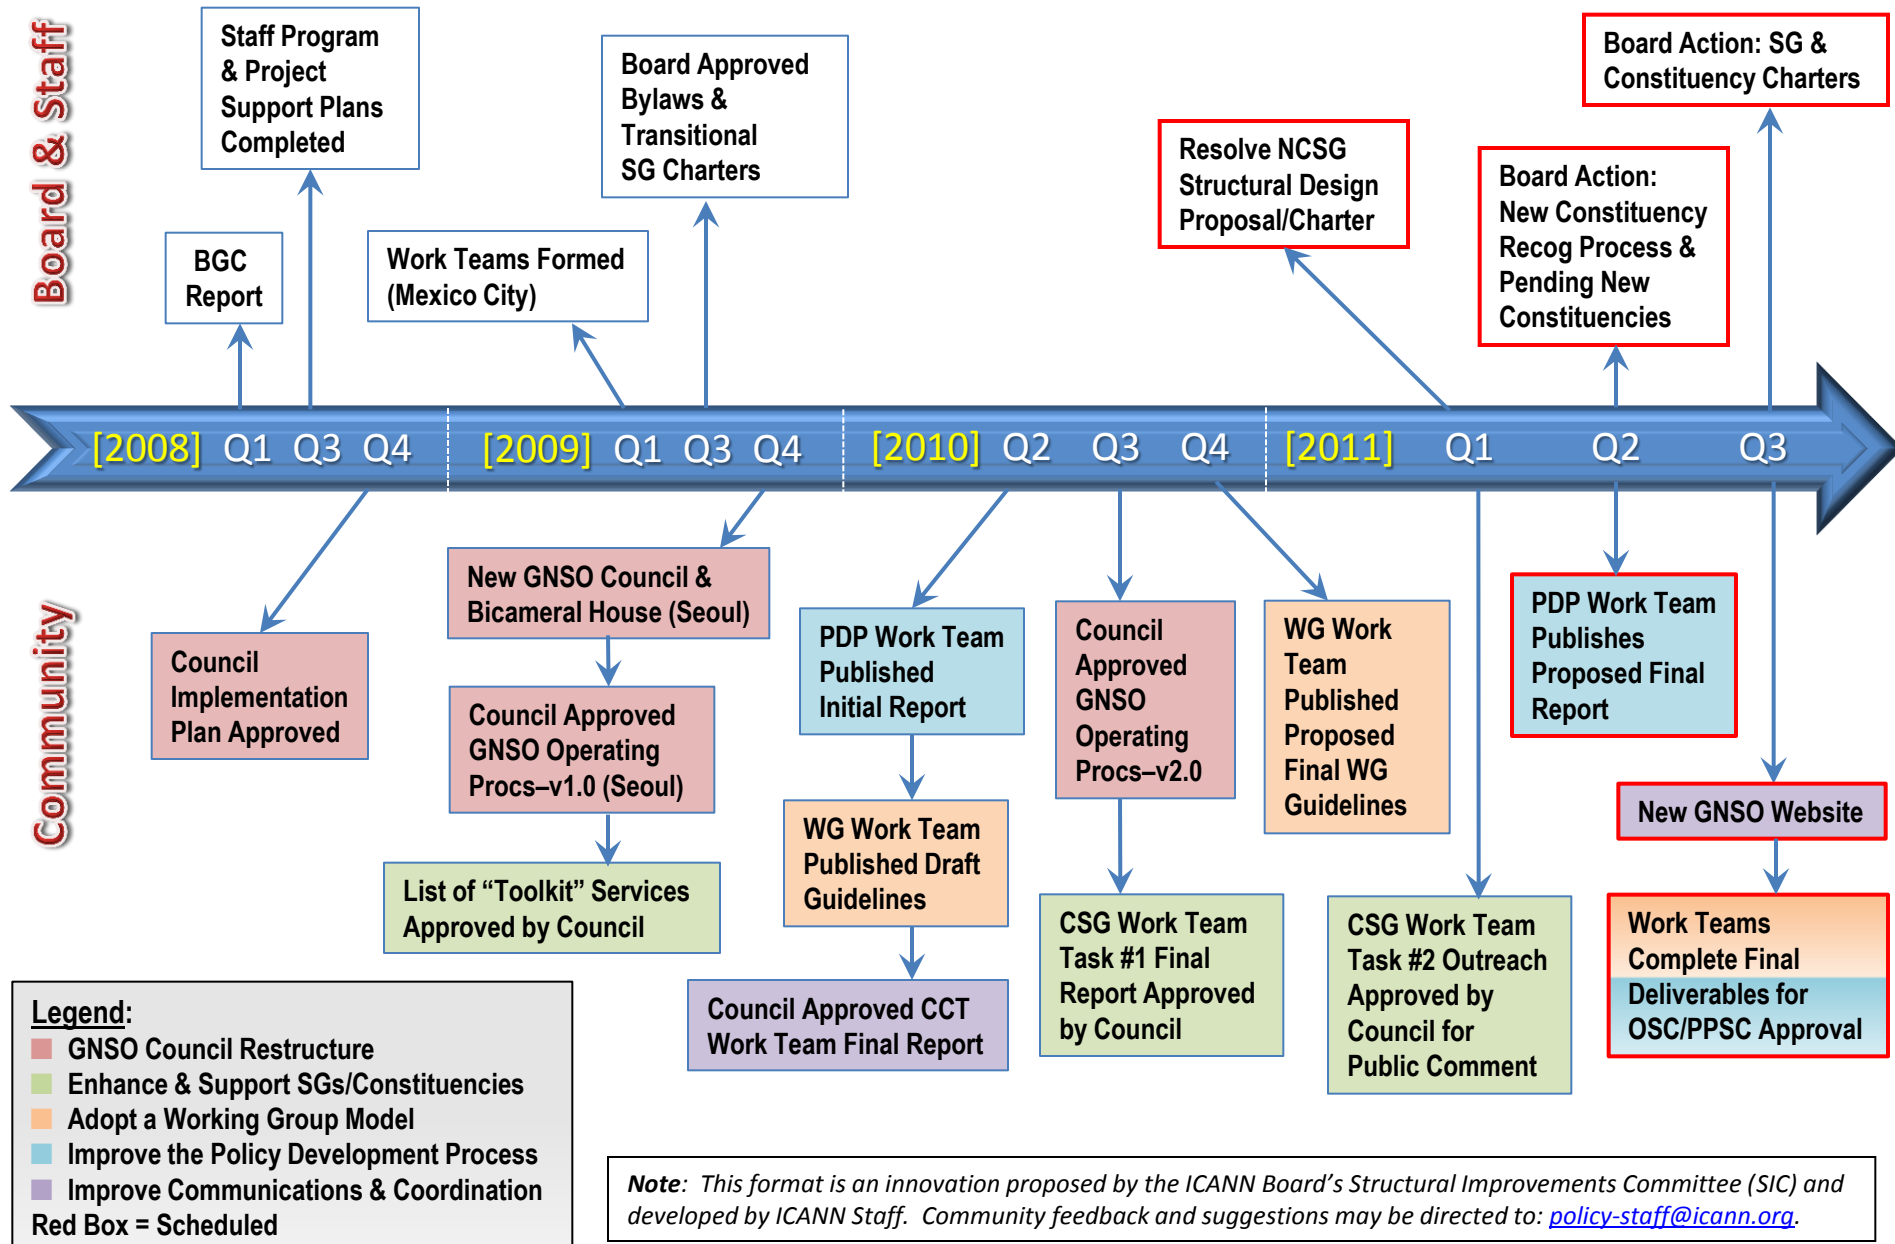 Board & Staff
Staff Program
& Project
Support Plans
Completed
BGC
Report
Work Teams Formed
(Mexico City)
Board Approved
Bylaws &
Transitional
SG Charters
Resolve NCSG
Structural Design
Proposal/Charter
Board Action:
New Constituency
Recog Process &
Pending New
Constituencies
Board Action: SG &
Constituency Charters
[2008] Q1 Q3 Q4 [2009] Q1 Q3 Q4 [2010] Q2 Q3 Q4 [2011] Q1 Q2 Q3
Community
Council
Implementation
Plan Approved
New GNSO Council &
Bicameral House (Seoul)
Council Approved
GNSO Operating
Procs–v1.0 (Seoul)
List of “Toolkit” Services
Approved by Council
PDP Work Team
Published
Initial Report
WG Work Team
Published Draft
Guidelines
Council Approved CCT
Work Team Final Report
Council
Approved
GNSO
Operating
Procs–v2.0
CSG Work Team
Task #1 Final
Report Approved
by Council
WG Work
Team
Published
Proposed
Final WG
Guidelines
CSG Work Team
Task #2 Outreach
Approved by
Council for
Public Comment
PDP Work Team
Publishes
Proposed Final
Report
New GNSO Website
Work Teams
Complete Final
Deliverables for
OSC/PPSC Approval
Legend:
GNSO Council Restructure
Enhance & Support SGs/Constituencies
Adopt a Working Group Model
Improve the Policy Development Process
Improve Communications & Coordination
Red Box = Scheduled
Note: This format is an innovation proposed by the ICANN Board’s Structural Improvements Committee (SIC) and
developed by ICANN Staff. Community feedback and suggestions may be directed to: policy-staff@icann.org.